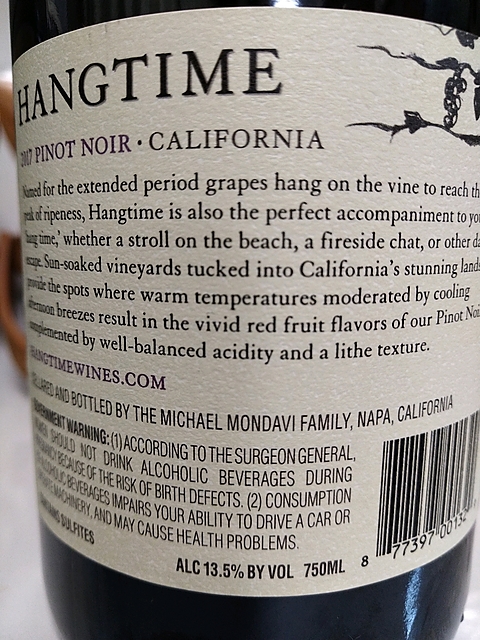 HANGTIME
2017 PINOT NOIR · CALIFORNIA
Named for the extended period grapes hang on the vine to reach
peak of ripeness, Hangtime is also the perfect accompaniment to
'hang time,' whether a stroll on the beach, a fireside chat, or other
escape. Sun-soaked vineyards tucked into California's stunning
provide the spots where warm temperatures moderated by cooling
afternoon breezes result in the vivid red fruit flavors of our Pinot
complemented by well-balanced acidity and a lithe texture.
HANGTIMEWINES.COM
CELLARED AND BOTTLED BY THE MICHAEL MONDAVI FAMILY, NAPA, CALIFORNIA
GOVERNMENT WARNING: (1) ACCORDING TO THE SURGEON GENERAL,
WOMEN SHOULD NOT DRINK ALCOHOLIC BEVERAGES DURING
PREGNANCY BECAUSE OF THE RISK OF BIRTH DEFECTS. (2) CONSUMPTION
ALCOHOLIC BEVERAGES IMPAIRS YOUR ABILITY TO DRIVE A CAR OR
MACHINERY, AND MAY CAUSE HEALTH PROBLEMS.
CONTAINS SULFITES
ALC 13.5% BY VOL 750ML
8 77397 00132